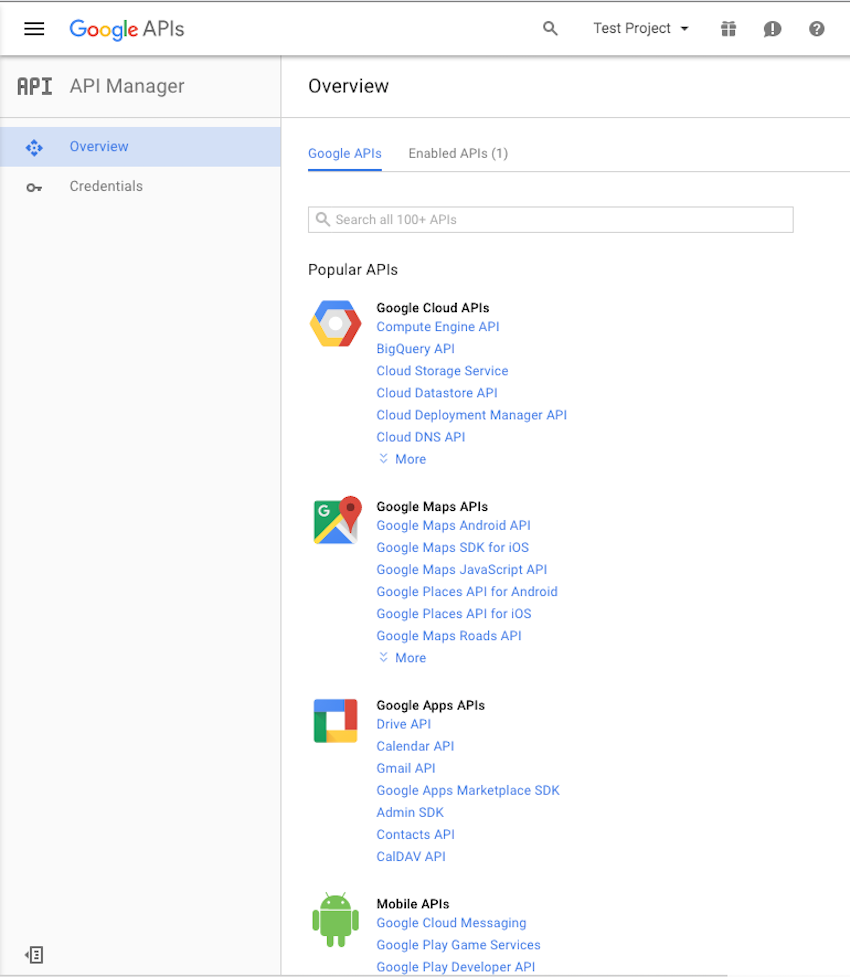 Google APIs
Test Project
API API Manager
Overview
Overview
Credentials
Google APIs
Enabled APIs (1)
Search all 100+ APIs
Popular APIs
Google Cloud APIs
Compute Engine API
BigQuery API
Cloud Storage Service
Cloud Datastore API
Cloud Deployment Manager API
Cloud DNS API
More
G
Google Maps APIs
Google Maps Android API
Google Maps SDK for iOS
Google Maps JavaScript API
Google Places API for Android
Google Places API for iOS
Google Maps Roads API
More
Google Apps APIs
Drive API
Calendar API
Gmail API
Google Apps Marketplace SDK
Admin SDK
Contacts API
CalDAV API
Mobile APIs
Google Cloud Messaging
Google Play Game Services
Google Play Developer API